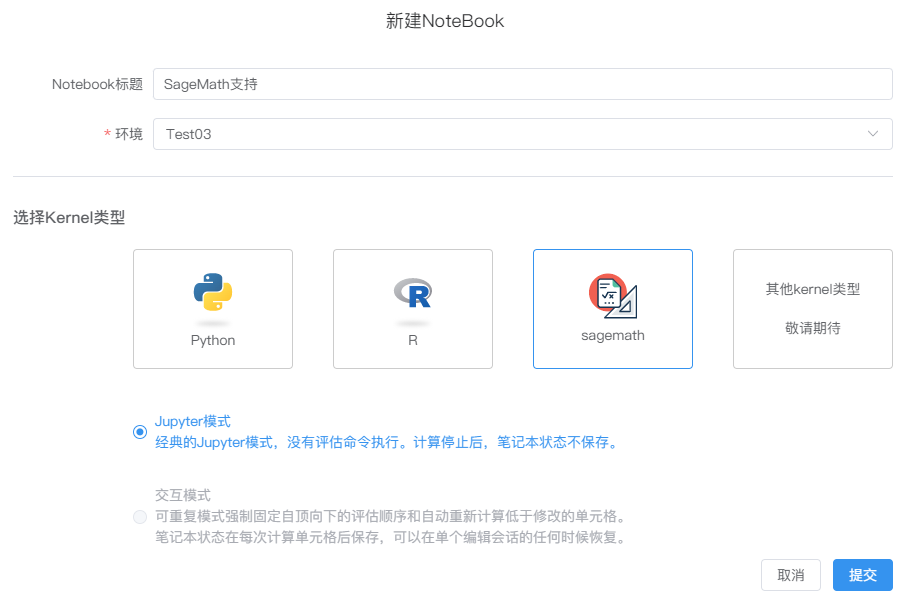 新建NoteBook
Notebook标题 SageMath支持
* 环境 Test03
选择Kernel类型
Python
R
sagemath
其他kernel类型
敬请期待
Jupyter模式
经典的Jupyter模式，没有评估命令执行。计算停止后，笔记本状态不保存。
交互模式
可重复模式强制固定自顶向下的评估顺序和自动重新计算低于修改的单元格。
笔记本状态在每次计算单元格后保存，可以在单个编辑会话的任何时候恢复。
取消 提交